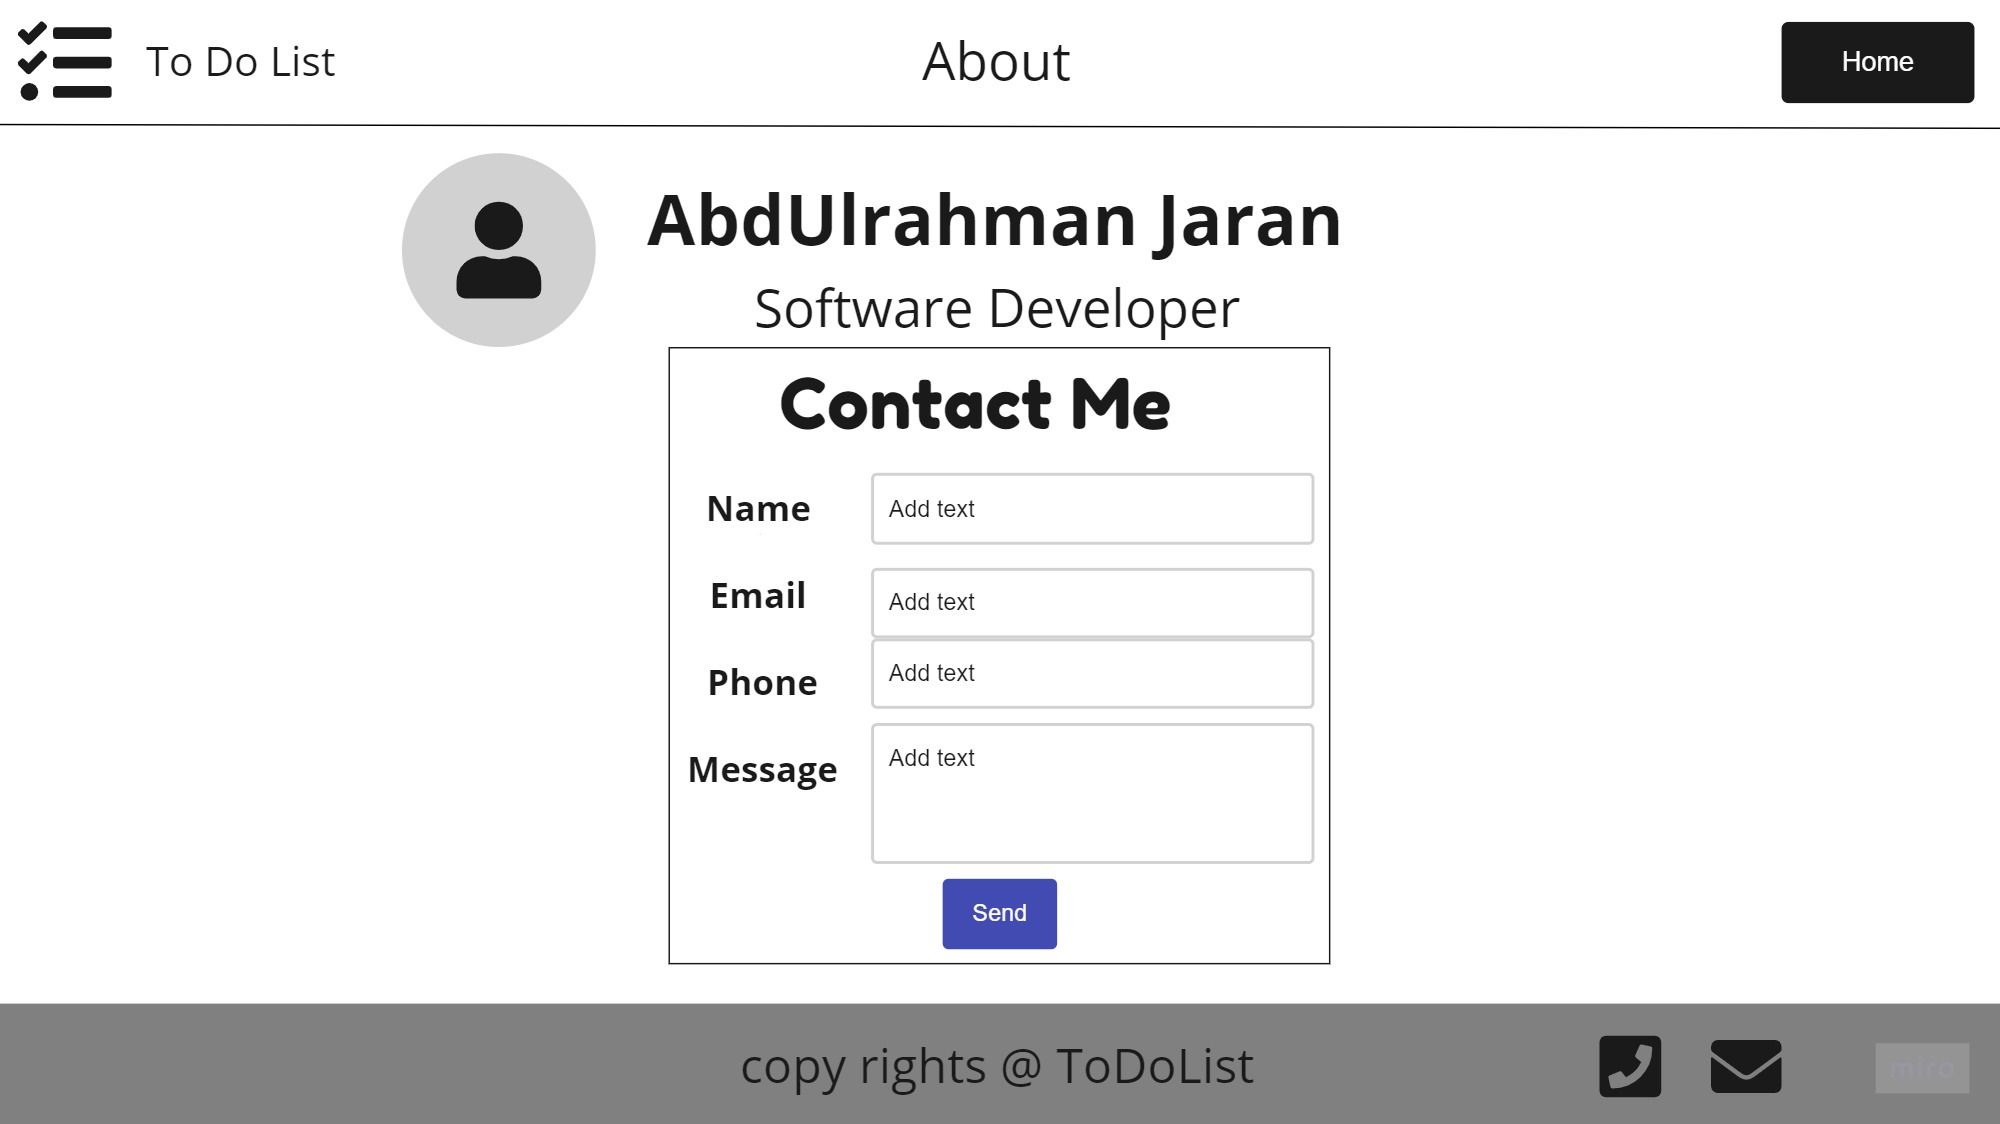 To Do List
About
Home
AbdUlrahman Jaran
Software Developer
Contact Me
Name
Add text
Email
Add text
Phone
Add text
Message
Add text
Send
copy rights @ ToDoList
miro